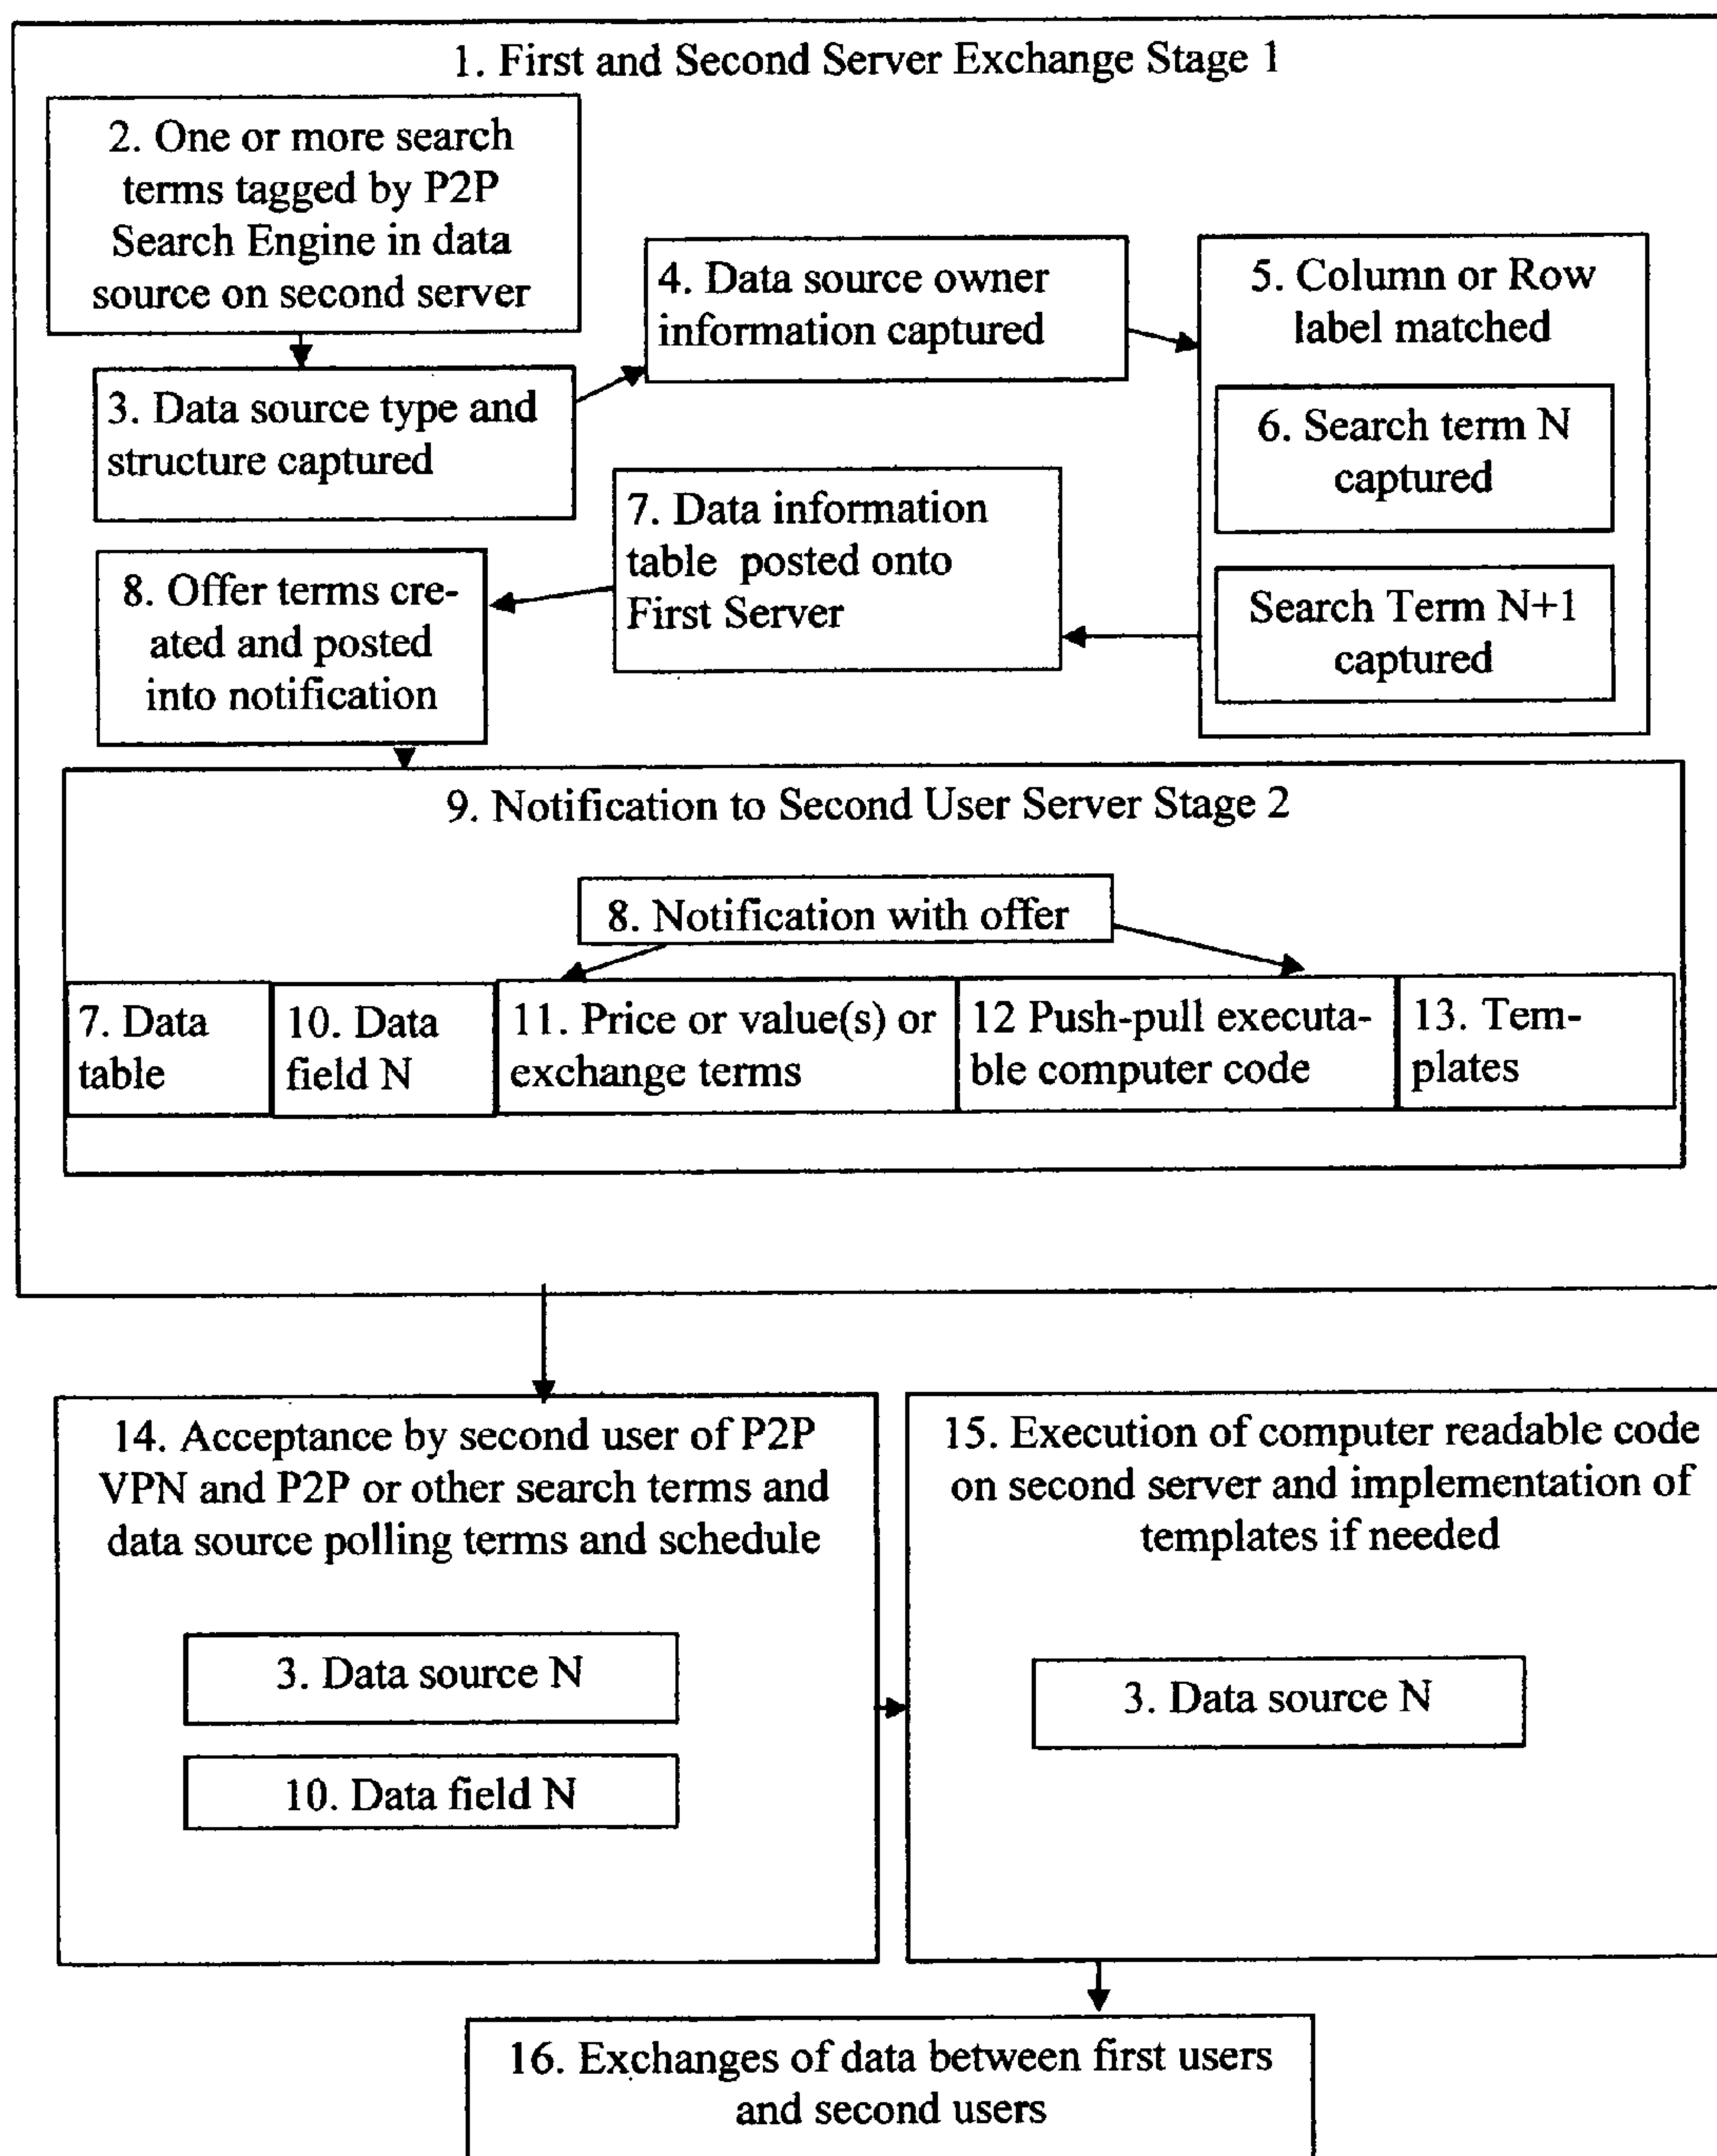 1. First and Second Server Exchange Stage 1
2. One or more search
terms tagged by P2P
Search Engine in data
source on second server
3. Data source type and
structure captured
4. Data source owner
information captured
5. Column or Row
label matched
6. Search term N
captured
Search Term N+1
captured
7. Data information
table posted onto
First Server
8. Offer terms cre-
ated and posted
into notification
9. Notification to Second User Server Stage 2
8. Notification with offer
7. Data
table
10. Data
field N
11. Price or value(s) or
exchange terms
12 Push-pull executa-
ble computer code
13. Tem-
plates
14. Acceptance by second user of P2P
VPN and P2P or other search terms and
data source polling terms and schedule
3. Data source N
10. Data field N
15. Execution of computer readable code
on second server and implementation of
templates if needed
3. Data source N
16. Exchanges of data between first users
and second users